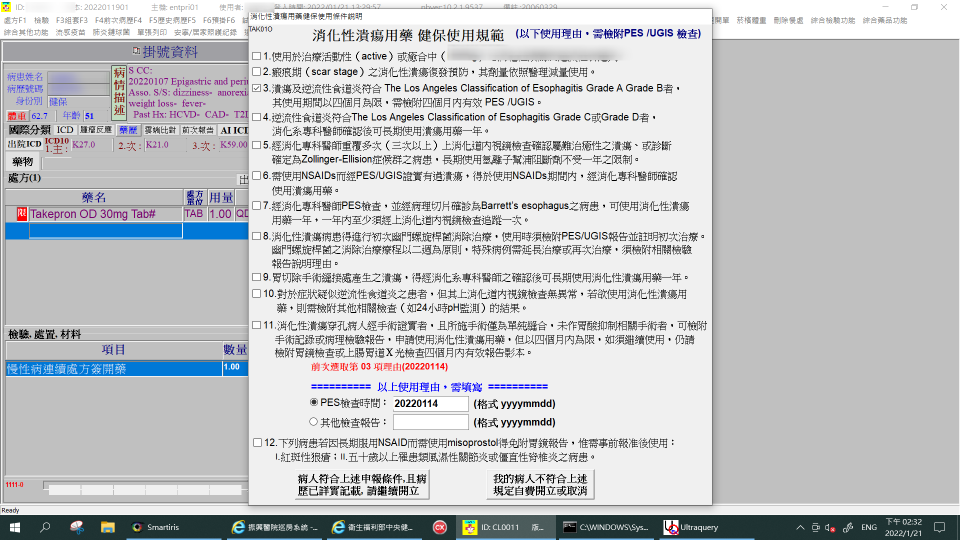 ID:
日期: 2022011901
登入時間: 2022/01/21 13:29:57
nbuser10.2.1.9537
牌價: 20060329
處方F1
檢驗F3
組套F3
F4前次病歷F4
F5歷史病歷F5
F6預掛F6
開單
菸檳篩重
刪除餐處
綜合檢驗功能
綜合藥品功能
綜合其他功能
流感疫苗
肺炎鏈球菌
單張列印
安寧/居家照護紀錄
掛號資料
病患姓名
病歷號碼
身份別 健保
體重 62.7 年齡 51
病情描述
S CC:
20220107 Epigastric and peri
Asso. S/S: dizziness- anorexia
weight loss- fever-
Past Hx: HCVD- CAD- T2I
國際分類 ICD 腫瘤反應 藥歷 雲端比對 前次報告 AI ICD
出院ICD ICD10 1.主: K27.0 2.次: K21.0 3.次: K59.00
藥物
處方(1)
藥名 處方單位 用量
限 Takepron OD 30mg Tab# TAB 1.00 QD
檢驗, 處置, 材料
項目 數量
慢性病連續處方簽開藥 1.00
1111-0
Ready
消化性潰瘍用藥健保使用條件說明
TAK01O
消化性潰瘍用藥 健保使用規範 (以下使用理由，需檢附PES /UGIS 檢查)
1.使用於治療活動性（active）或癒合中（
2.瘢痕期（scar stage）之消化性潰瘍復發預防，其劑量依照醫理減量使用。
3.潰瘍及逆流性食道炎符合 The Los Angeles Classification of Esophagitis Grade A Grade B者，
其使用期間以四個月為限，需檢附四個月內有效 PES /UGIS。
4.逆流性食道炎符合The Los Angeles Classification of Esophagitis Grade C或Grade D者，
消化系專科醫師確認後可長期使用潰瘍用藥一年。
5.經消化專科醫師重覆多次（三次以上）上消化道內視鏡檢查確認屬難治癒性之潰瘍、或診斷
確定為Zollinger-Ellision症候群之病患，長期使用氫離子幫浦阻斷劑不受一年之限制。
6.需使用NSAIDs而經PES/UGIS證實有過潰瘍，得於使用NSAIDs期間內，經消化專科醫師確認
使用潰瘍用藥。
7.經消化專科醫師PES檢查，並經病理切片確診為Barrett's esophagus之病患，可使用消化性潰瘍
用藥一年，一年內至少須經上消化道內視鏡檢查追蹤一次。
8.消化性潰瘍病患得進行初次幽門螺旋桿菌消除治療，使用時須檢附PES/UGIS報告並註明初次治療。
幽門螺旋桿菌之消除治療療程以二週為原則，特殊病例需延長治療或再次治療，須檢附相關檢驗
報告說明理由。
9.胃切除手術縫接處產生之潰瘍，得經消化系專科醫師之確認後可長期使用消化性潰瘍用藥一年。
10.對於症狀疑似逆流性食道炎之患者，但其上消化道內視鏡檢查無異常，若欲使用消化性潰瘍用
藥，則需檢附其他相關檢查（如24小時pH監測）的結果。
11.消化性潰瘍穿孔病人經手術證實者，且所施手術僅為單純縫合，未作胃酸抑制相關手術者，可檢附
手術記錄或病理檢驗報告，申請使用消化性潰瘍用藥，但以四個月內為限，如須繼續使用，仍請
檢附胃鏡檢查或上腸胃道X光檢查四個月內有效報告影本。
前次選取第 03 項理由(20220114)
========== 以上使用理由，需填寫 ==========
PES檢查時間： 20220114 (格式 yyyymmdd)
其他檢查報告： (格式 yyyymmdd)
12.下列病患若因長期服用NSAID而需使用misoprostol得免附胃鏡報告，惟需事前報准後使用：
I.紅斑性狼瘡；II.五十歲以上罹患類風濕性關節炎或僵直性脊椎炎之病患。
病人符合上述申報條件,且病
歷已詳實記載, 請繼續開立
我的病人不符合上述
規定自費開立或取消
Smartiris
振興醫院巡房系統 -...
衛生福利部中央健...
ID: CL0011 版...
C:\WINDOWS\Sys...
Ultraquery
ENG
下午 02:32
2022/1/21